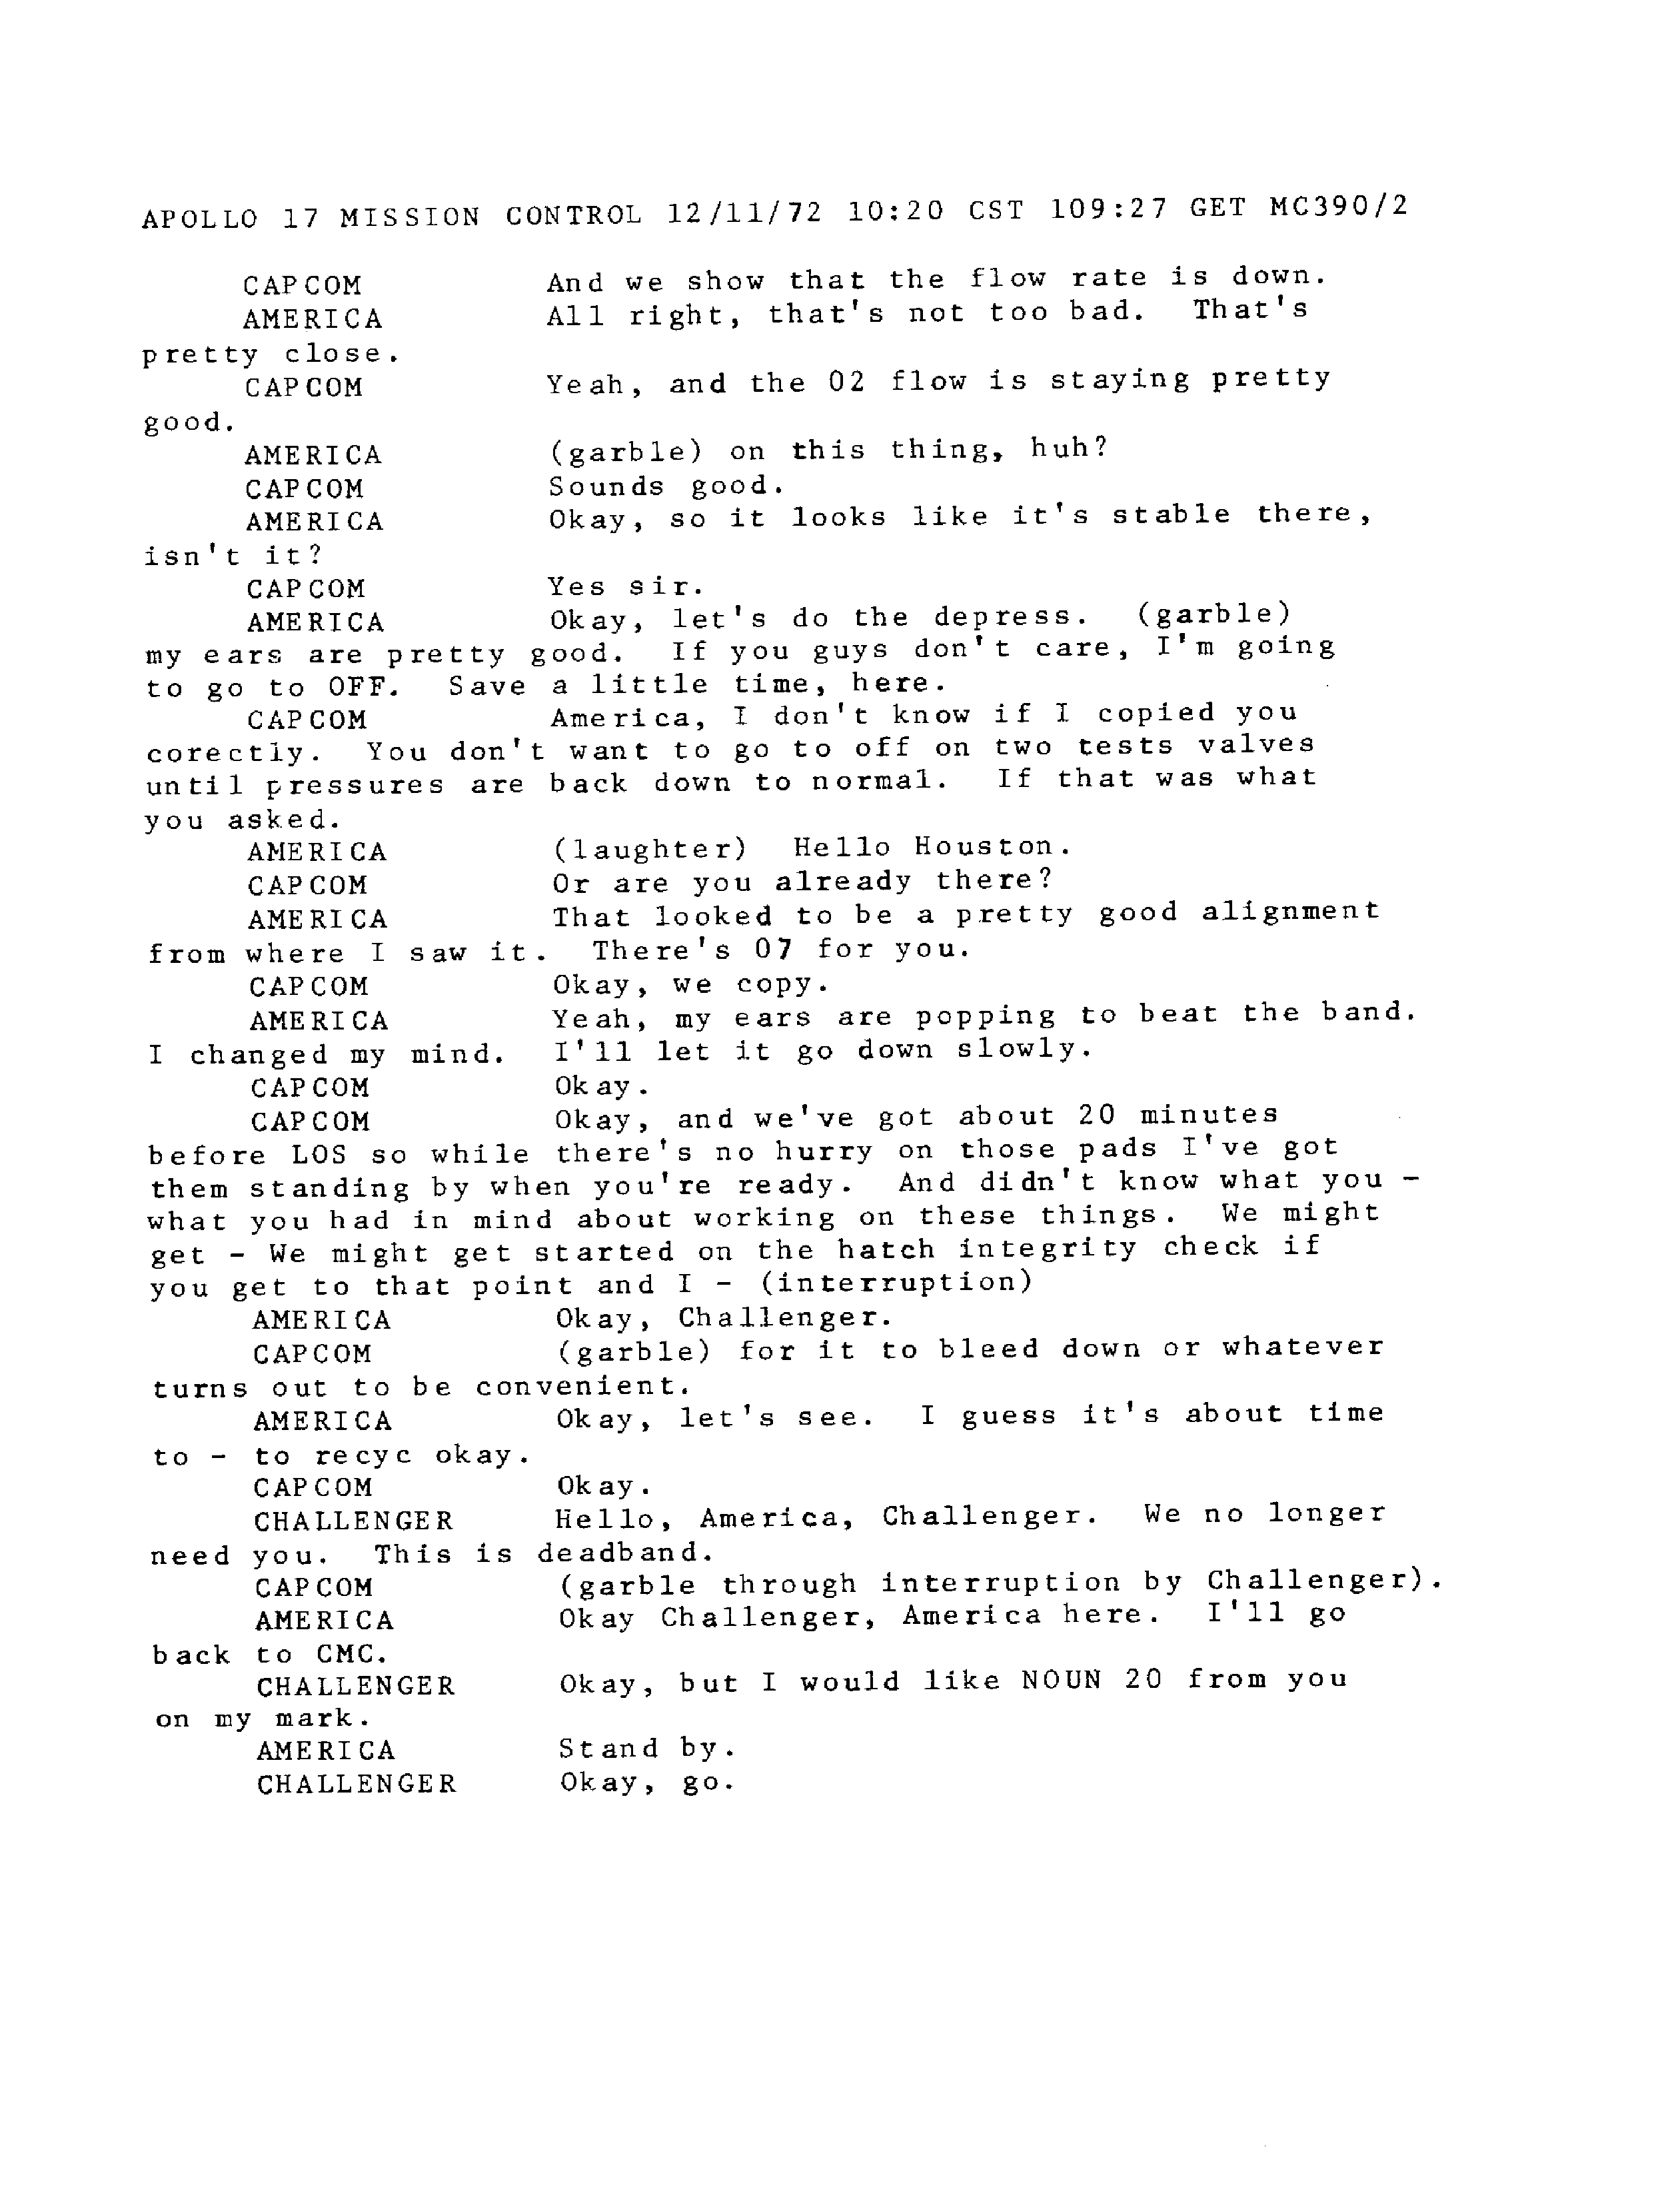 APOLLO 17 MISSION CONTROL 12/11/72 10:20 CST 109:27 GET MC390/2
CAPCOM And we show that the flow rate is down.
AMERICA All right, that's not too bad. That's
pretty close.
CAPCOM Yeah, and the 02 flow is staying pretty
good.
AMERICA (garble) on this thing, huh?
CAPCOM Sounds good.
AMERICA Okay, so it looks like it's stable there,
isn't it?
CAPCOM Yes sir.
AMERICA Okay, let's do the depress. (garble)
my ears are pretty good. If you guys don't care, I'm going
to go to OFF. Save a little time, here.
CAPCOM America, I don't know if I copied you
corectly. You don't want to go to off on two tests valves
until pressures are back down to normal. If that was what
you asked.
AMERICA (laughter) Hello Houston.
CAPCOM Or are you already there?
AMERICA That looked to be a pretty good alignment
from where I saw it. There's 07 for you.
CAPCOM Okay, we copy.
AMERICA Yeah, my ears are popping to beat the band.
I changed my mind. I'll let it go down slowly.
CAPCOM Okay.
CAPCOM Okay, and we've got about 20 minutes
before LOS so while there's no hurry on those pads I've got
them standing by when you're ready. And didn't know what you -
what you had in mind about working on these things. We might
get - We might get started on the hatch integrity check if
you get to that point and I - (interruption)
AMERICA Okay, Challenger.
CAPCOM (garble) for it to bleed down or whatever
turns out to be convenient.
AMERICA Okay, let's see. I guess it's about time
to - to recyc okay.
CAPCOM Okay.
CHALLENGER Hello, America, Challenger. We no longer
need you. This is deadband.
CAPCOM (garble through interruption by Challenger).
AMERICA Okay Challenger, America here. I'll go
back to CMC.
CHALLENGER Okay, but I would like NOUN 20 from you
on my mark.
AMERICA Stand by.
CHALLENGER Okay, go.